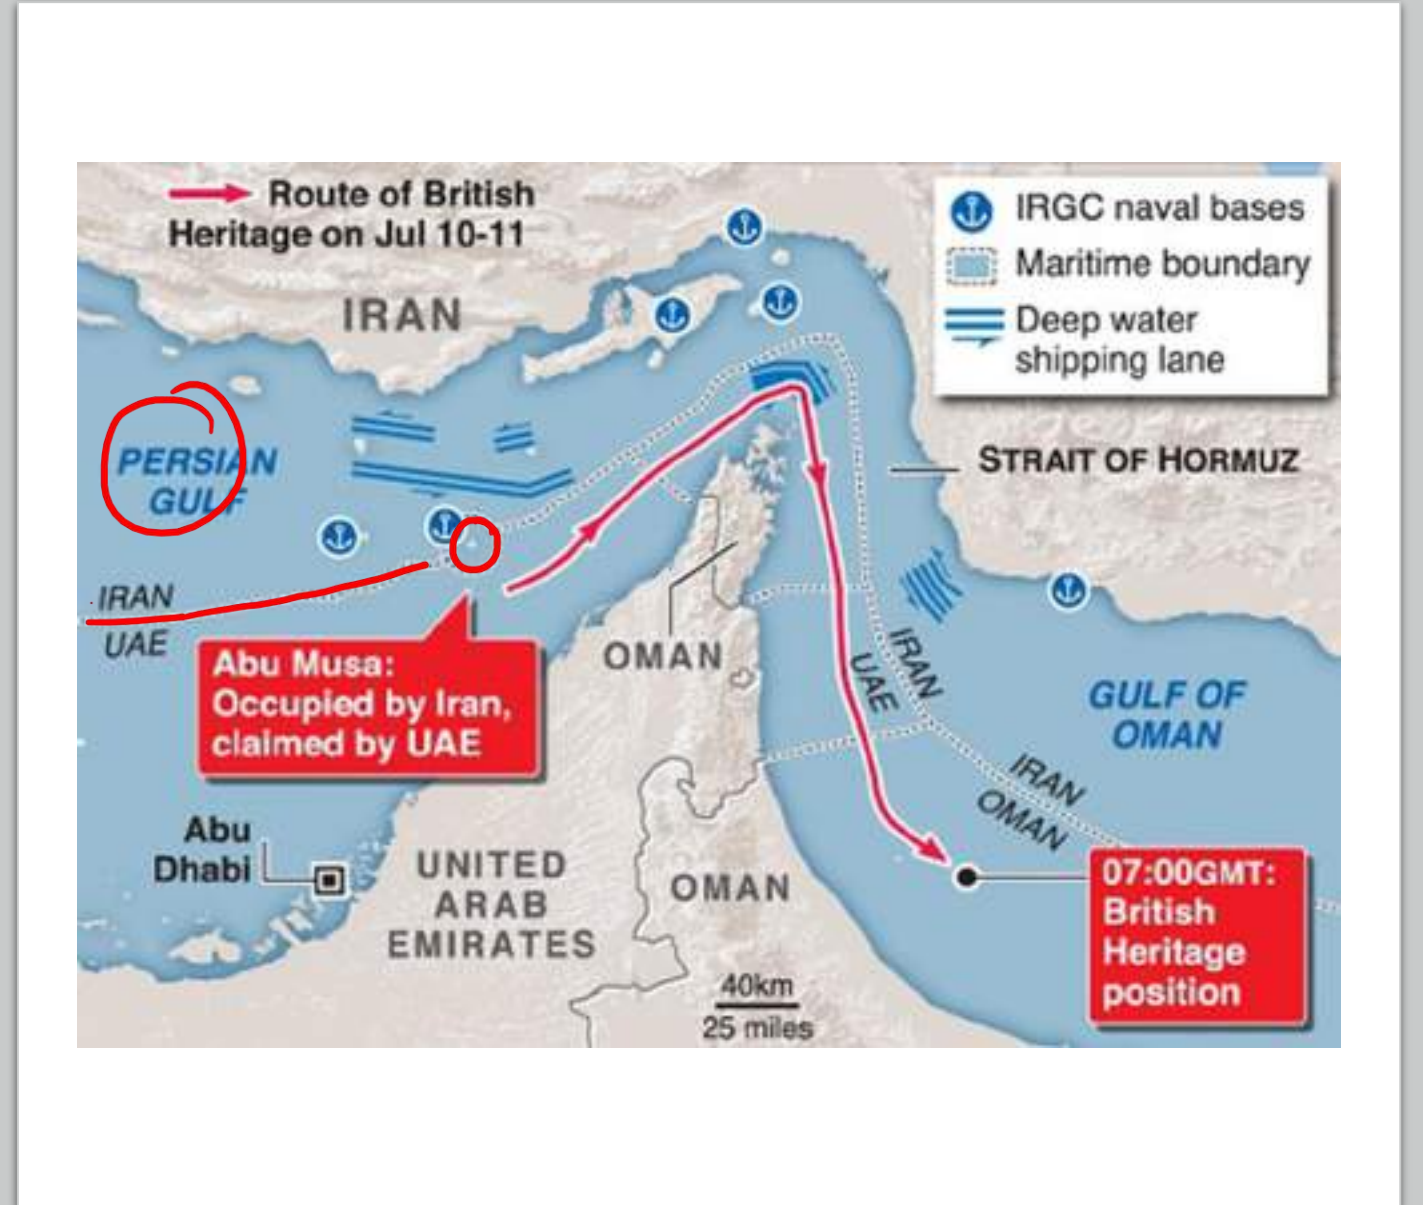 Route of British
Heritage on Jul 10-11
IRGC naval bases
Maritime boundary
Deep water
shipping lane
IRAN
PERSIAN
GULF
STRAIT OF HORMUZ
IRAN
UAE
Abu Musa:
Occupied by Iran,
claimed by UAE
OMAN
IRAN
UAE
GULF OF
OMAN
IRAN
OMAN
Abu
Dhabi
UNITED
ARAB
EMIRATES
OMAN
07:00GMT:
British
Heritage
position
40km
25 miles